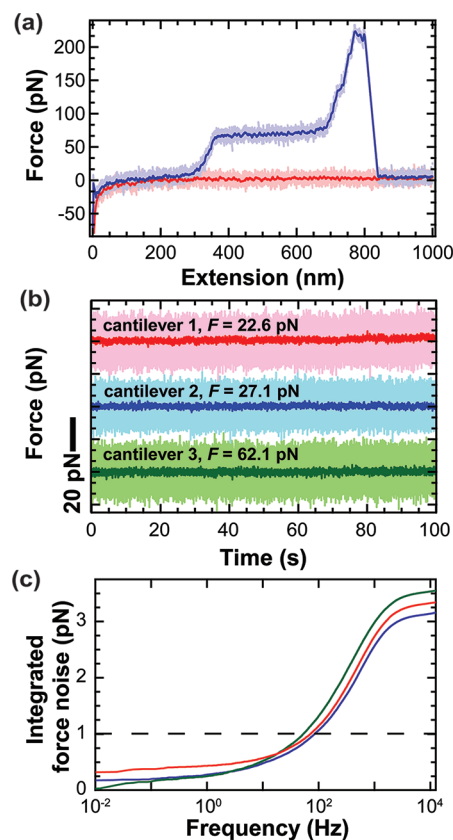 (a)
Force (pN)
200
150
100
50
0
-50
0 200 400 600 800 1000
Extension (nm)
(b)
Force (pN)
20 pN
cantilever 1, F = 22.6 pN
cantilever 2, F = 27.1 pN
cantilever 3, F = 62.1 pN
0 20 40 60 80 100
Time (s)
(c)
Integrated
force noise (pN)
3
2
1
0
10-2 100 102 104
Frequency (Hz)